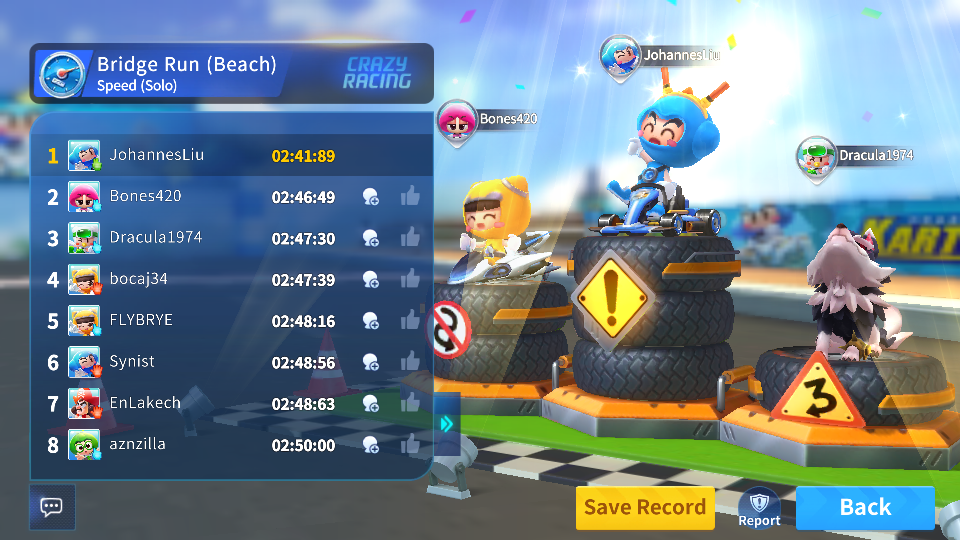 Bridge Run (Beach)
Speed (Solo)
CRAZY
RACING
1 JohannesLiu 02:41:89
2 Bones420 02:46:49
3 Dracula1974 02:47:30
4 bocaj34 02:47:39
5 FLYBRYE 02:48:16
6 Synist 02:48:56
7 EnLakech 02:48:63
8 aznzilla 02:50:00
JohannesLiu
Bones420
Dracula1974
KART
!
3
Save Record
Report
Back